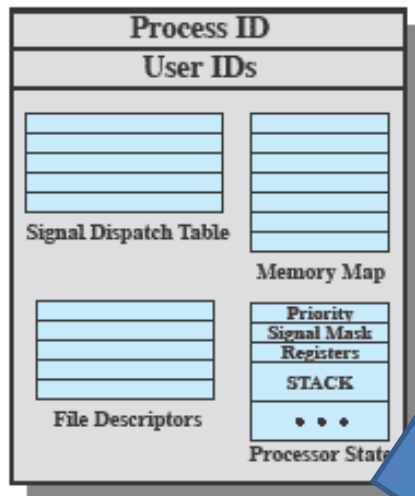 Process ID
User IDs
Signal Dispatch Table
Memory Map
File Descriptors
Priority
Signal Mask
Registers
STACK
• • •
Processor State